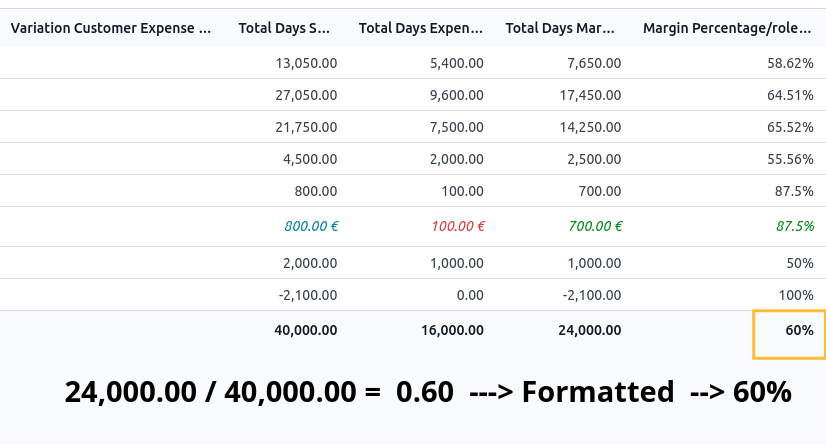 Variation Customer Expense ... Total Days S... Total Days Expen... Total Days Mar... Margin Percentage/role...
13,050.00 5,400.00 7,650.00 58.62%
27,050.00 9,600.00 17,450.00 64.51%
21,750.00 7,500.00 14,250.00 65.52%
4,500.00 2,000.00 2,500.00 55.56%
800.00 100.00 700.00 87.5%
800.00 € 100.00 € 700.00 € 87.5%
2,000.00 1,000.00 1,000.00 50%
-2,100.00 0.00 -2,100.00 100%
40,000.00 16,000.00 24,000.00 60%
24,000.00 / 40,000.00 = 0.60 ---> Formatted --> 60%